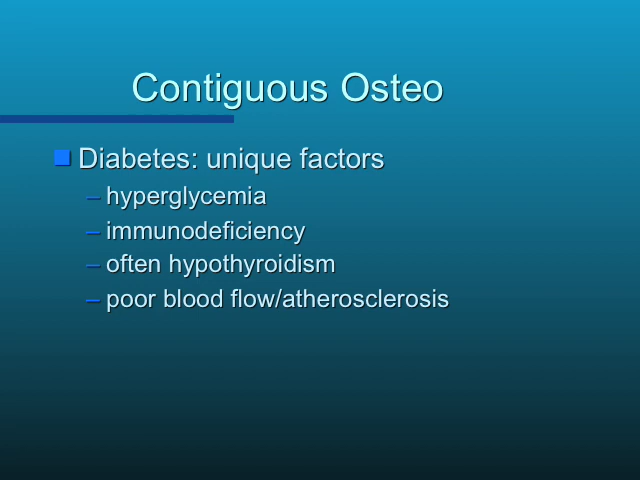 Contiguous Osteo
Diabetes: unique factors
– hyperglycemia
– immunodeficiency
– often hypothyroidism
– poor blood flow/atherosclerosis